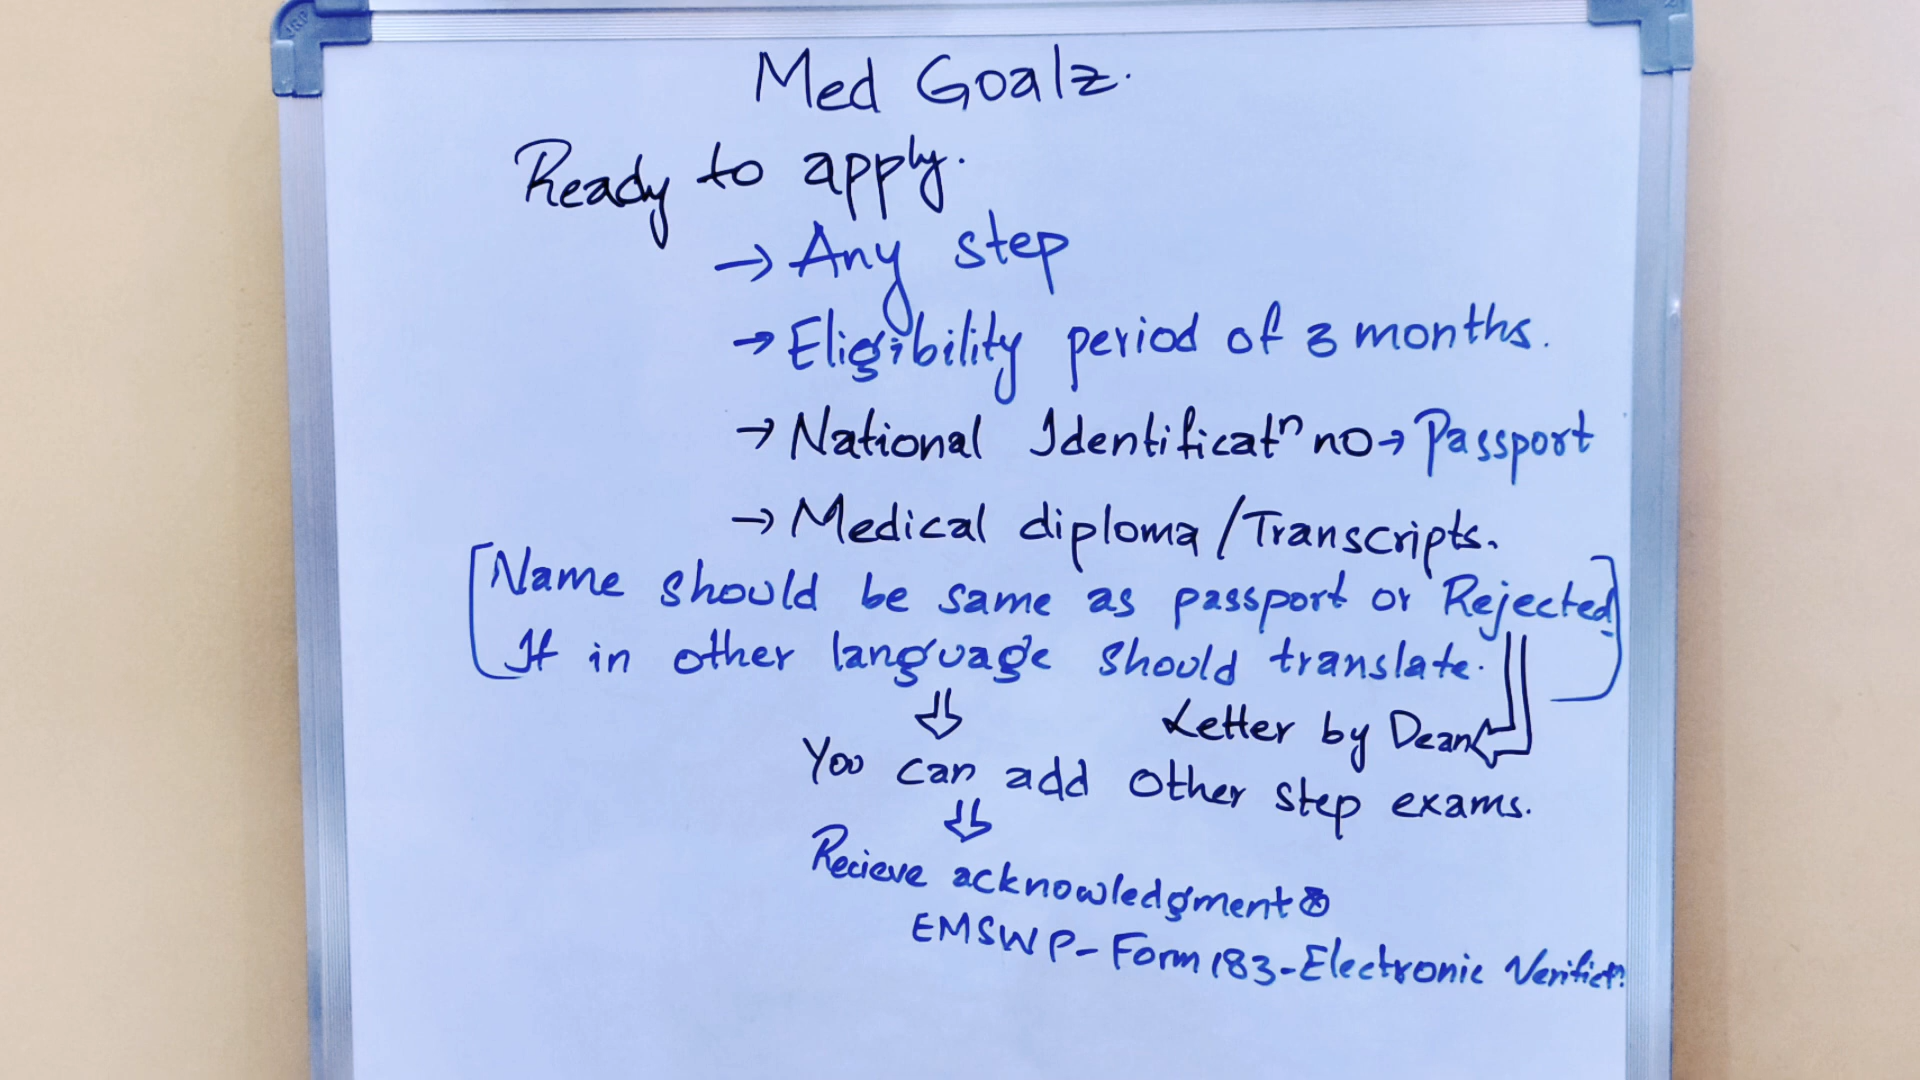 Med Goalz.
Ready to apply.
→ Any step
→ Eligibility period of 3 months.
→ National Identificatⁿ no → Passport
→ Medical diploma / Transcripts.
[Name should be same as passport or Rejected
If in other language should translate.]
⇓
Letter by Dean
You can add other step exams.
⇓
Recieve acknowledgment
EMSWP - Form 183 - Electronic